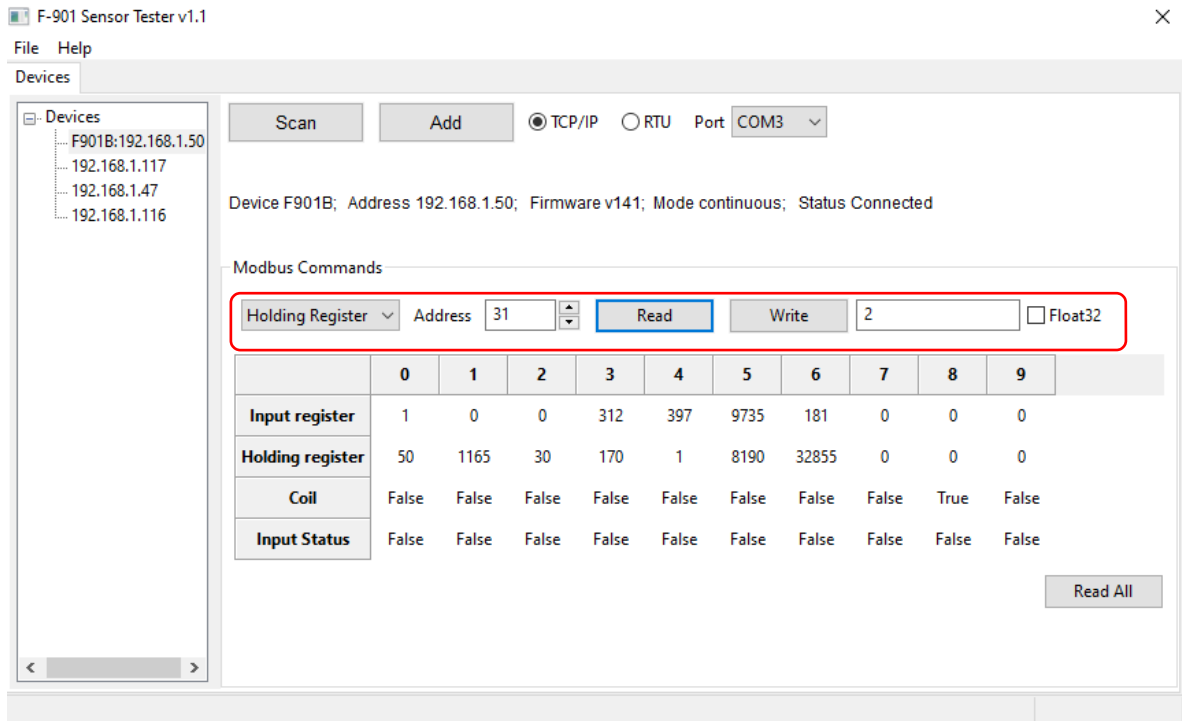 F-901 Sensor Tester v1.1
File Help
Devices
Devices
F901B:192.168.1.50
192.168.1.117
192.168.1.47
192.168.1.116
Scan Add TCP/IP RTU Port COM3
Device F901B; Address 192.168.1.50; Firmware v141; Mode continuous; Status Connected
Modbus Commands
Holding Register Address 31 Read Write 2 Float32
0 1 2 3 4 5 6 7 8 9
Input register 1 0 0 312 397 9735 181 0 0 0
Holding register 50 1165 30 170 1 8190 32855 0 0 0
Coil False False False False False False False False True False
Input Status False False False False False False False False False False
Read All